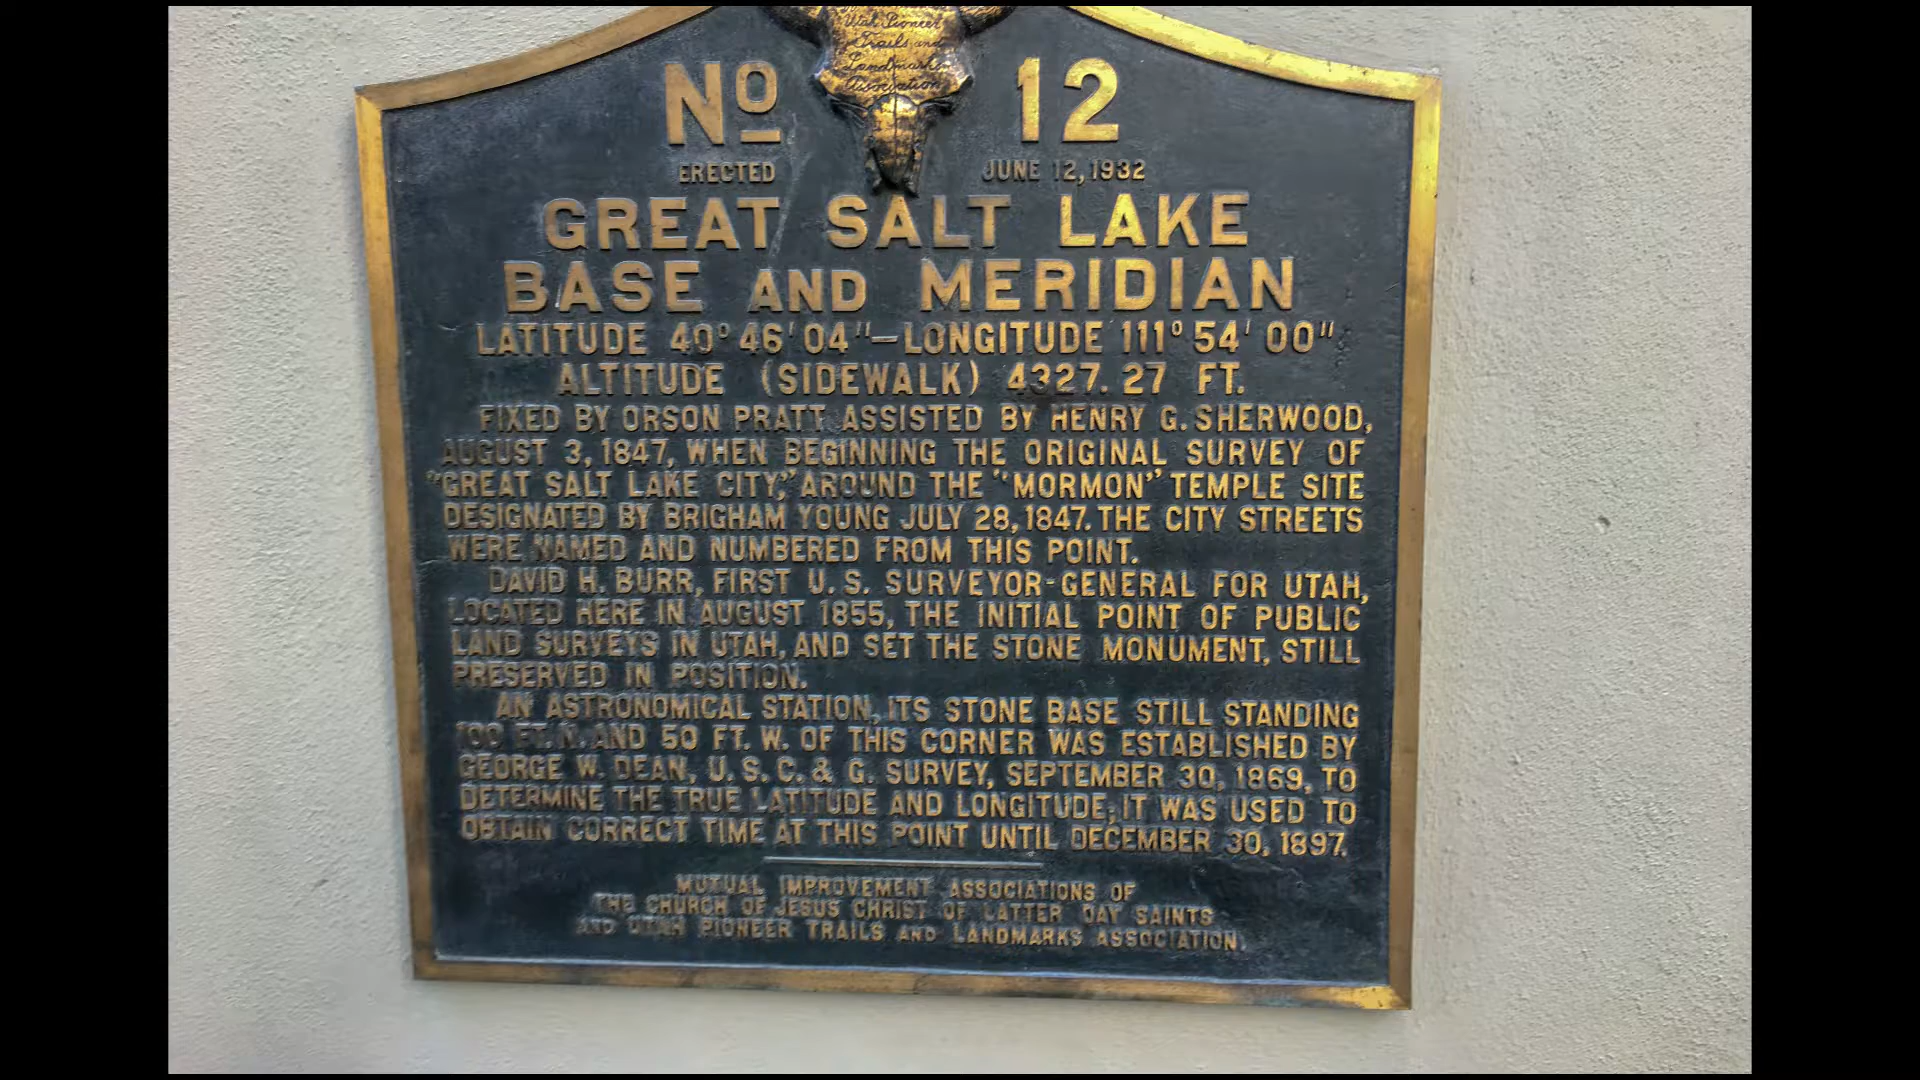 Utah Pioneer
Trails and
Landmarks
Association
No 12
ERECTED JUNE 12, 1932
GREAT SALT LAKE
BASE AND MERIDIAN
LATITUDE 40° 46' 04" — LONGITUDE 111° 54' 00"
ALTITUDE (SIDEWALK) 4327.27 FT.
FIXED BY ORSON PRATT ASSISTED BY HENRY G. SHERWOOD,
AUGUST 3, 1847, WHEN BEGINNING THE ORIGINAL SURVEY OF
"GREAT SALT LAKE CITY," AROUND THE "MORMON" TEMPLE SITE
DESIGNATED BY BRIGHAM YOUNG JULY 28, 1847. THE CITY STREETS
WERE NAMED AND NUMBERED FROM THIS POINT.
DAVID H. BURR, FIRST U. S. SURVEYOR-GENERAL FOR UTAH,
LOCATED HERE IN AUGUST 1855, THE INITIAL POINT OF PUBLIC
LAND SURVEYS IN UTAH, AND SET THE STONE MONUMENT, STILL
PRESERVED IN POSITION.
AN ASTRONOMICAL STATION, ITS STONE BASE STILL STANDING
100 FT. N. AND 50 FT. W. OF THIS CORNER WAS ESTABLISHED BY
GEORGE W. DEAN, U. S. C. & G. SURVEY, SEPTEMBER 30, 1869, TO
DETERMINE THE TRUE LATITUDE AND LONGITUDE; IT WAS USED TO
OBTAIN CORRECT TIME AT THIS POINT UNTIL DECEMBER 30, 1897.
MUTUAL IMPROVEMENT ASSOCIATIONS OF
THE CHURCH OF JESUS CHRIST OF LATTER DAY SAINTS
AND UTAH PIONEER TRAILS AND LANDMARKS ASSOCIATION.